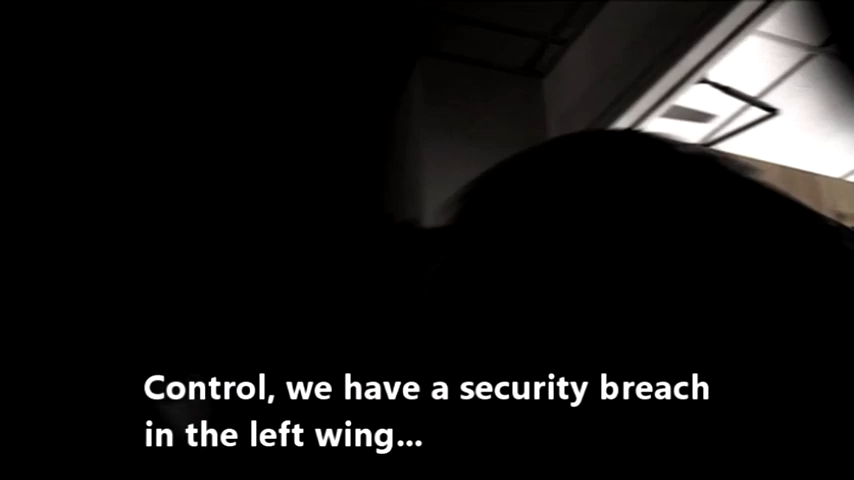 Control, we have a security breach
in the left wing...